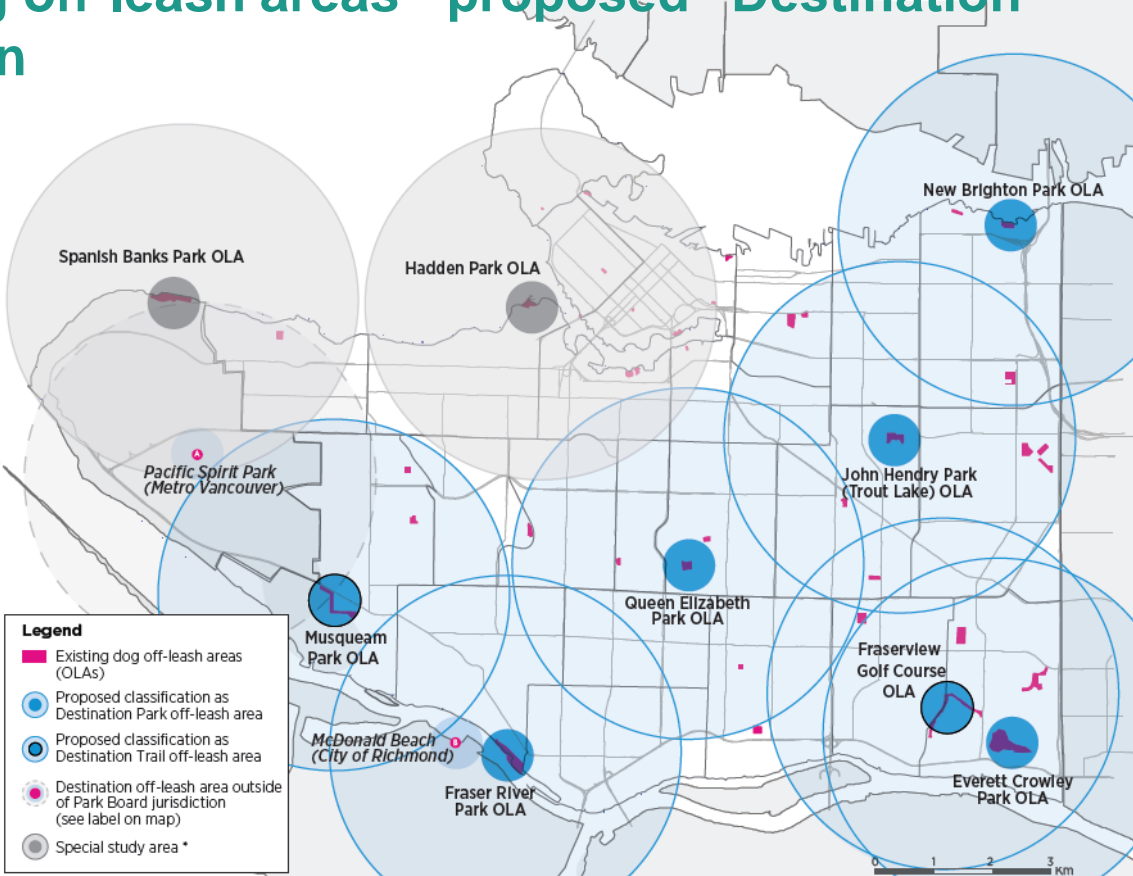 g off-leash areas - proposed "Destination"
n
New Brighton Park OLA
Spanish Banks Park OLA
Hadden Park OLA
A
Pacific Spirit Park
(Metro Vancouver)
John Hendry Park
(Trout Lake) OLA
Queen Elizabeth
Park OLA
Musqueam
Park OLA
Fraserview
Golf Course
OLA
McDonald Beach
(City of Richmond)
B
Fraser River
Park OLA
Everett Crowley
Park OLA
Legend
Existing dog off-leash areas
(OLAs)
Proposed classification as
Destination Park off-leash area
Proposed classification as
Destination Trail off-leash area
Destination off-leash area outside
of Park Board jurisdiction
(see label on map)
Special study area *
0 1 2 3 Km